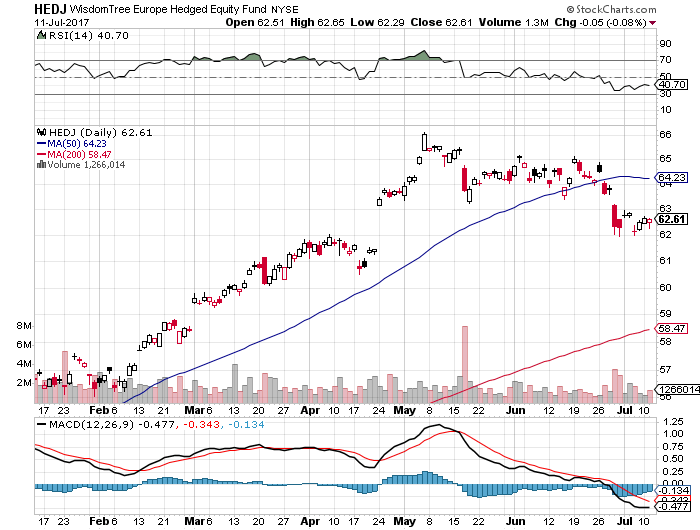 HEDJ WisdomTree Europe Hedged Equity Fund NYSE
© StockCharts.com
11-Jul-2017
Open 62.51 High 62.65 Low 62.29 Close 62.61 Volume 1.3M Chg -0.05 (-0.08%)
RSI(14) 40.70
90
70
50
40.70
30
10
HEDJ (Daily) 62.61
MA(50) 64.23
MA(200) 58.47
Volume 1,266,014
66
65
64.23
63
62.61
62
61
60
59
58.47
58
57
1266014
56
8M
6M
4M
2M
17 23 Feb 6 13 21 27 Mar 6 13 20 27 Apr 10 17 24 May 8 15 22 Jun 12 19 26 Jul 10
MACD(12,26,9) -0.477, -0.343, -0.134
1.25
1.00
0.75
0.50
0.25
0.00
-0.134
-0.343
-0.477
17 23 Feb 6 13 21 27 Mar 6 13 20 27 Apr 10 17 24 May 8 15 22 Jun 12 19 26 Jul 10